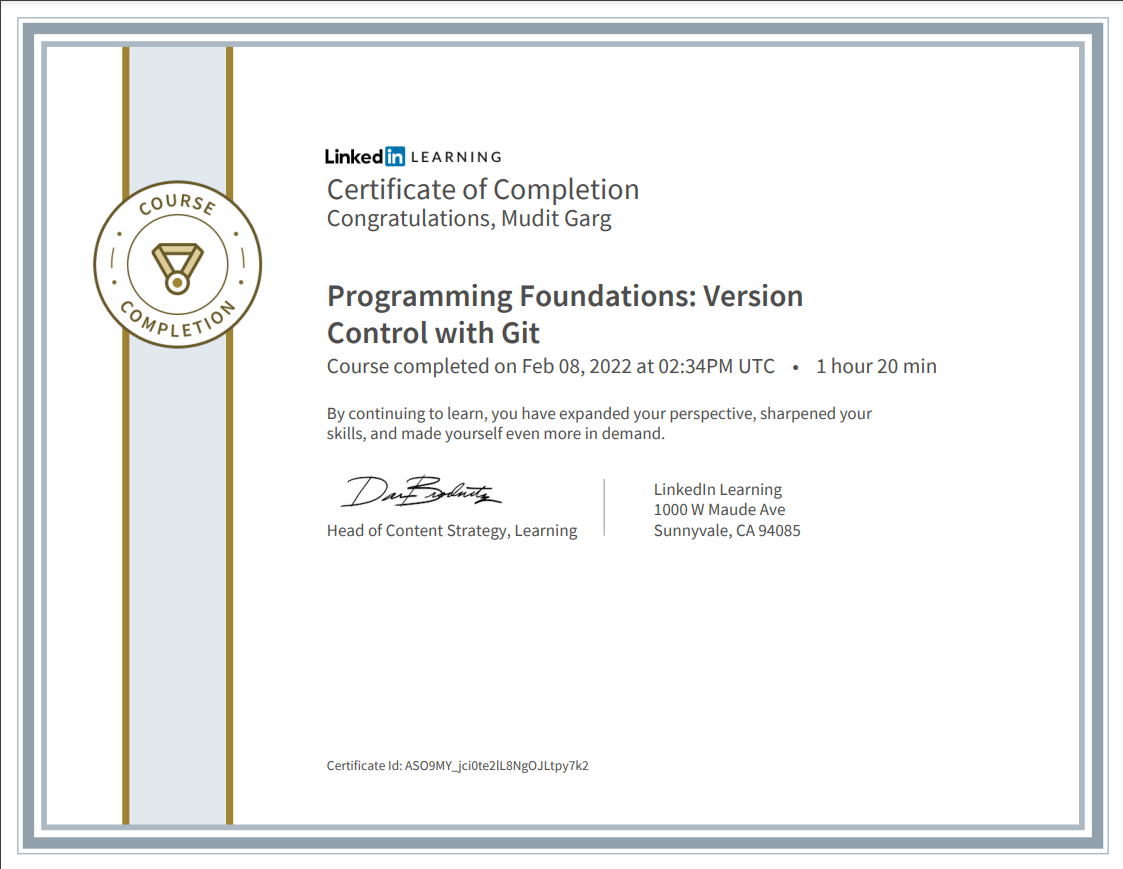 LinkedIn LEARNING
Certificate of Completion
Congratulations, Mudit Garg
COURSE
COMPLETION
Programming Foundations: Version
Control with Git
Course completed on Feb 08, 2022 at 02:34PM UTC • 1 hour 20 min
By continuing to learn, you have expanded your perspective, sharpened your
skills, and made yourself even more in demand.
Head of Content Strategy, Learning
LinkedIn Learning
1000 W Maude Ave
Sunnyvale, CA 94085
Certificate Id: ASO9MY_jci0te2lL8NgOJLtpy7k2